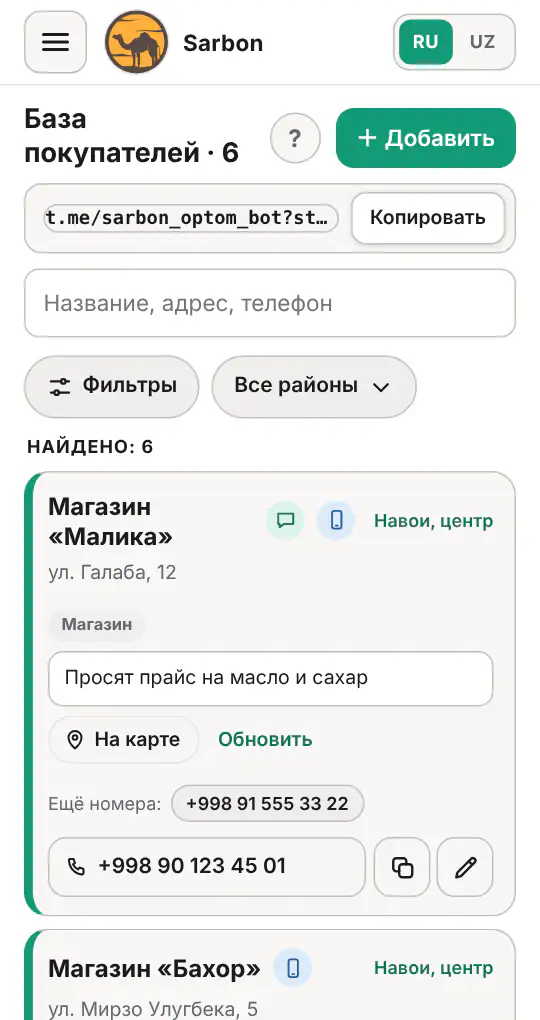 Sarbon
RU UZ
База
покупателей · 6
?
+ Добавить
t.me/sarbon_optom_bot?st…
Копировать
Название, адрес, телефон
Фильтры
Все районы
НАЙДЕНО: 6
Магазин
«Малика»
Навои, центр
ул. Галаба, 12
Магазин
Просят прайс на масло и сахар
На карте
Обновить
Ещё номера: +998 91 555 33 22
+998 90 123 45 01
Магазин «Бахор»
Навои, центр
ул. Мирзо Улугбека, 5